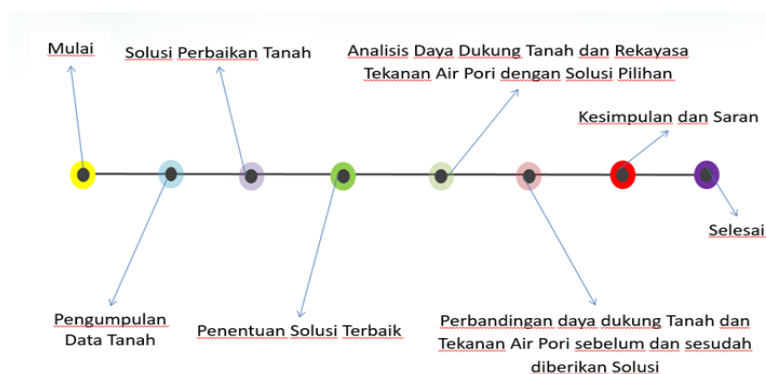 Mulai
Solusi Perbaikan Tanah
Analisis Daya Dukung Tanah dan Rekayasa
Tekanan Air Pori dengan Solusi Pilihan
Kesimpulan dan Saran
Selesai
Pengumpulan
Data Tanah
Penentuan Solusi Terbaik
Perbandingan daya dukung Tanah dan
Tekanan Air Pori sebelum dan sesudah
diberikan Solusi